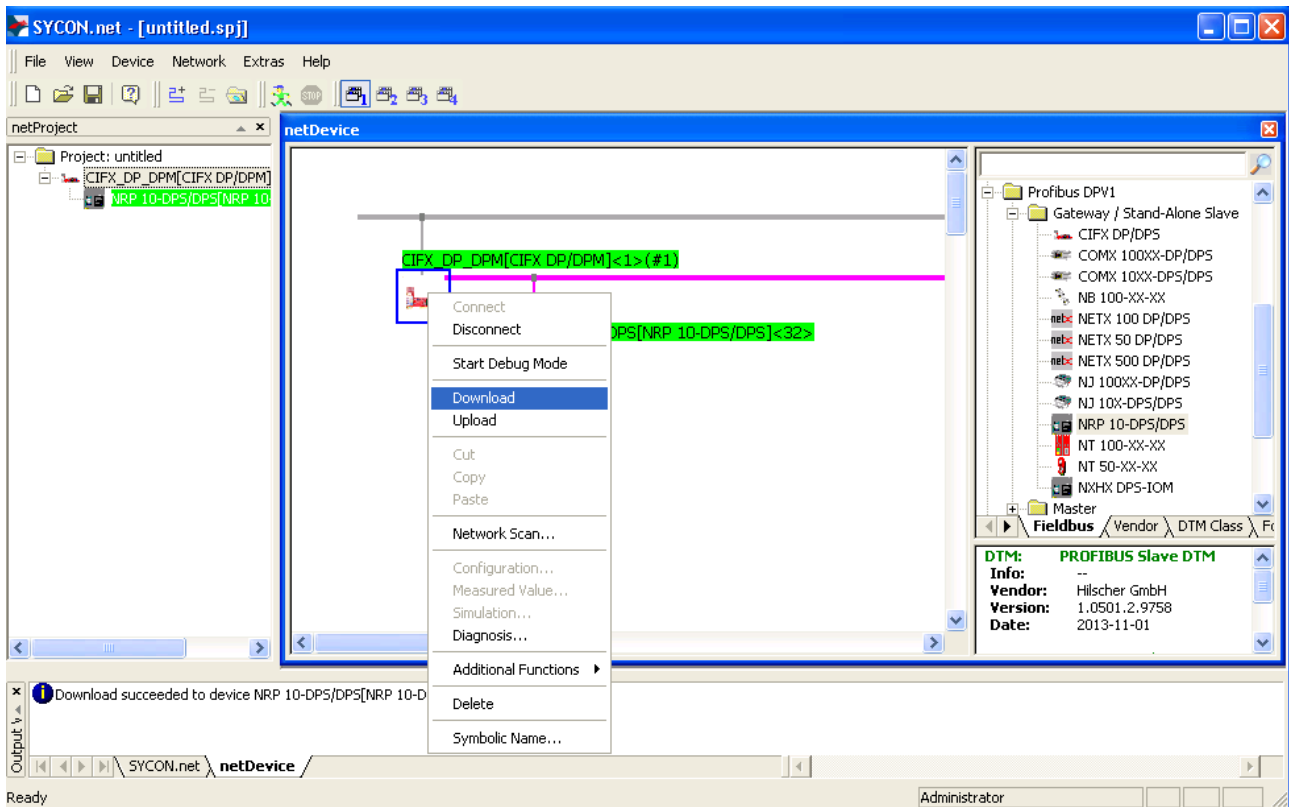 SYCON.net - [untitled.spj]
File View Device Network Extras Help
STOP 1 2 3 4
netProject
netDevice
Project: untitled
CIFX_DP_DPM[CIFX DP/DPM]
NRP 10-DPS/DPS[NRP 10-
CIFX_DP_DPM[CIFX DP/DPM]<1>(#1)
DPS[NRP 10-DPS/DPS]<32>
Connect
Disconnect
Start Debug Mode
Download
Upload
Cut
Copy
Paste
Network Scan...
Configuration...
Measured Value...
Simulation...
Diagnosis...
Additional Functions
Delete
Symbolic Name...
Profibus DPV1
Gateway / Stand-Alone Slave
CIFX DP/DPS
COMX 100XX-DP/DPS
COMX 10XX-DPS/DPS
NB 100-XX-XX
netx NETX 100 DP/DPS
netx NETX 50 DP/DPS
netx NETX 500 DP/DPS
NJ 100XX-DP/DPS
NJ 10X-DPS/DPS
NRP 10-DPS/DPS
NT 100-XX-XX
NT 50-XX-XX
NXHX DPS-IOM
Master
Fieldbus Vendor DTM Class
DTM: PROFIBUS Slave DTM
Info: --
Vendor: Hilscher GmbH
Version: 1.0501.2.9758
Date: 2013-11-01
Download succeeded to device NRP 10-DPS/DPS[NRP 10-D
Output
SYCON.net netDevice
Ready Administrator